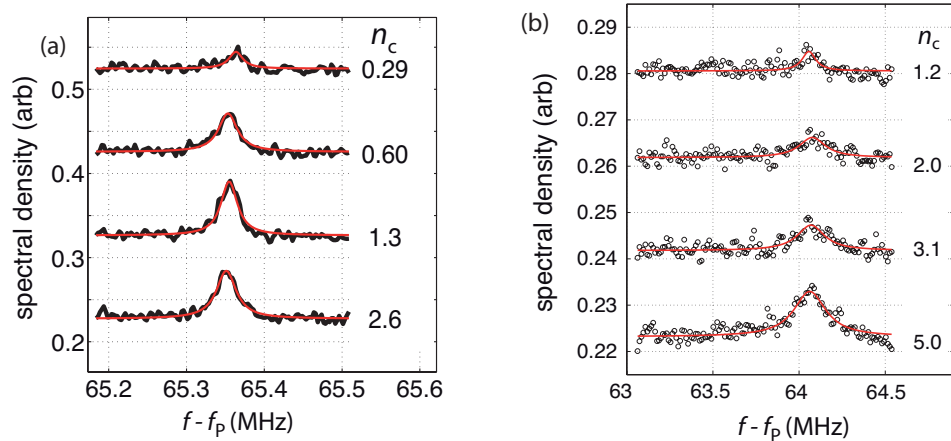 (a)
n_c
0.29
0.60
1.3
2.6
0.5
0.4
0.3
0.2
spectral density (arb)
65.2 65.3 65.4 65.5 65.6
f - f_P (MHz)
(b)
n_c
1.2
2.0
3.1
5.0
0.29
0.28
0.27
0.26
0.25
0.24
0.23
0.22
spectral density (arb)
63 63.5 64 64.5
f - f_P (MHz)